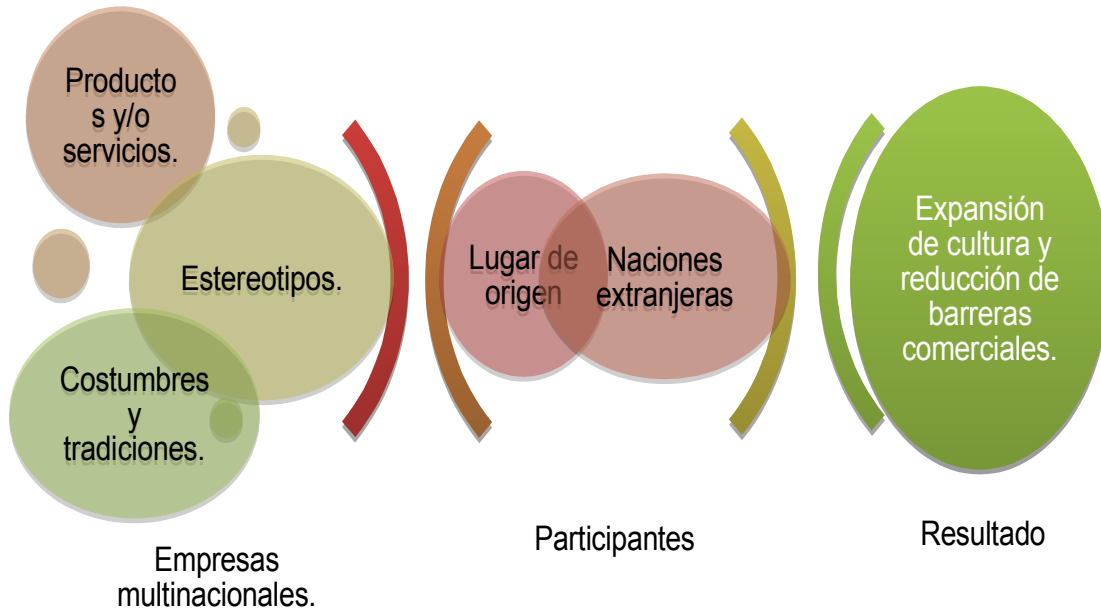 Producto
s y/o
servicios.
Estereotipos.
Costumbres
y
tradiciones.
Empresas
multinacionales.
Lugar de
origen
Naciones
extranjeras
Participantes
Expansión
de cultura y
reducción de
barreras
comerciales.
Resultado